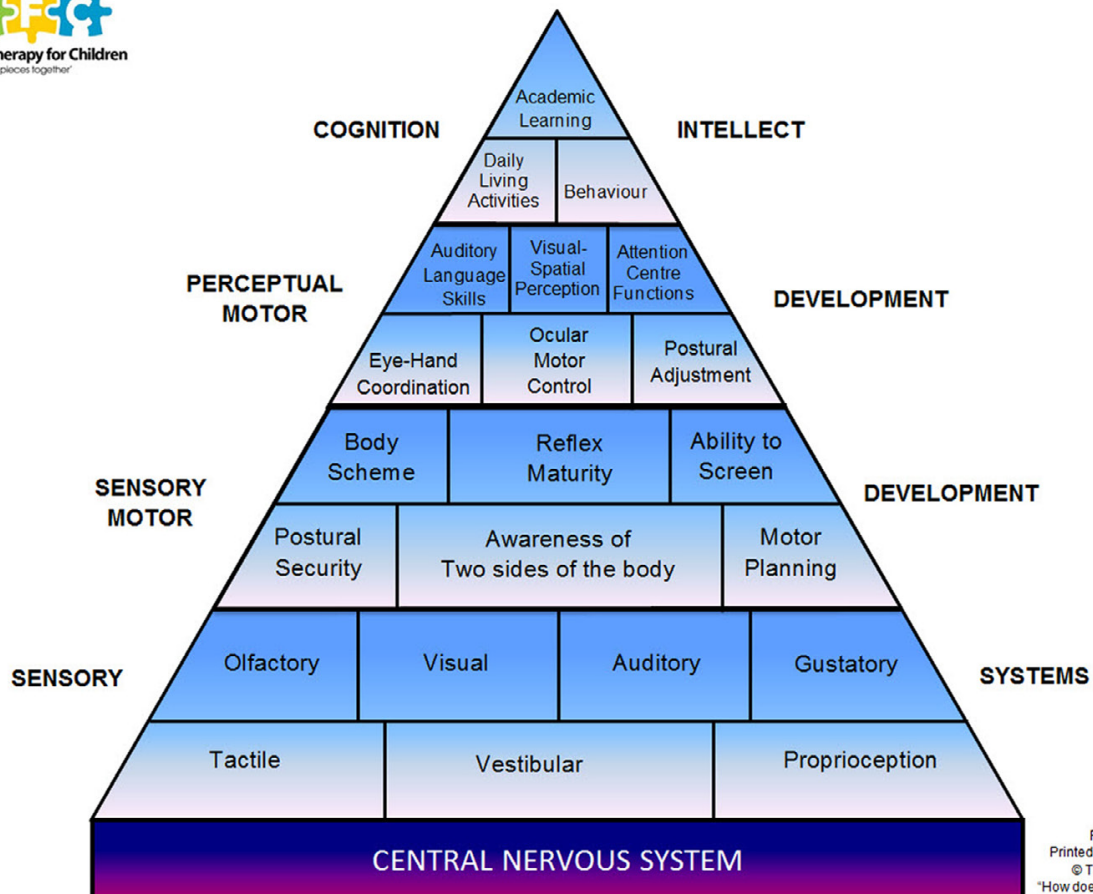 FC
Therapy for Children
pieces together'
Academic
Learning
COGNITION
INTELLECT
Daily
Living
Activities
Behaviour
Auditory
Language
Skills
Visual-
Spatial
Perception
Attention
Centre
Functions
PERCEPTUAL
MOTOR
DEVELOPMENT
Eye-Hand
Coordination
Ocular
Motor
Control
Postural
Adjustment
Body
Scheme
Reflex
Maturity
Ability to
Screen
SENSORY
MOTOR
DEVELOPMENT
Postural
Security
Awareness of
Two sides of the body
Motor
Planning
SENSORY
Olfactory
Visual
Auditory
Gustatory
SYSTEMS
Tactile
Vestibular
Proprioception
CENTRAL NERVOUS SYSTEM
Printed
©
"How does